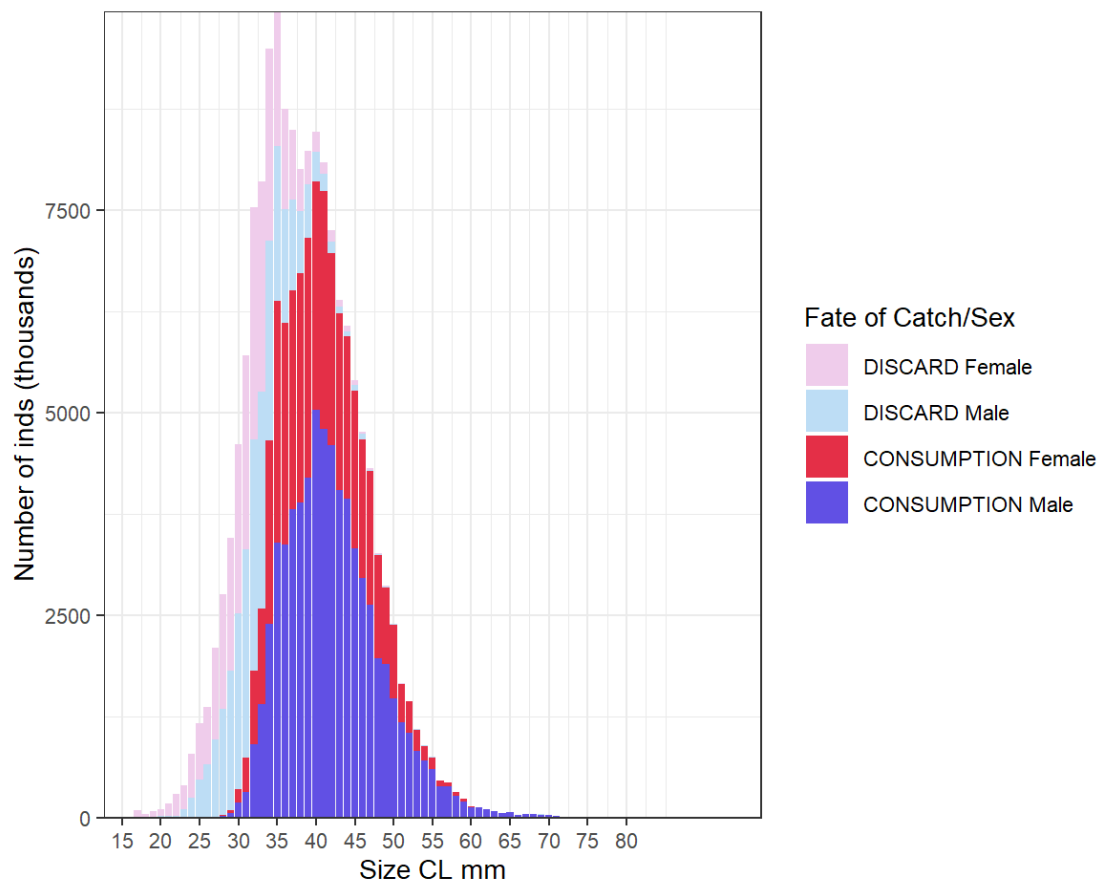 Number of inds (thousands)
7500
5000
2500
0
15 20 25 30 35 40 45 50 55 60 65 70 75 80
Size CL mm
Fate of Catch/Sex
DISCARD Female
DISCARD Male
CONSUMPTION Female
CONSUMPTION Male